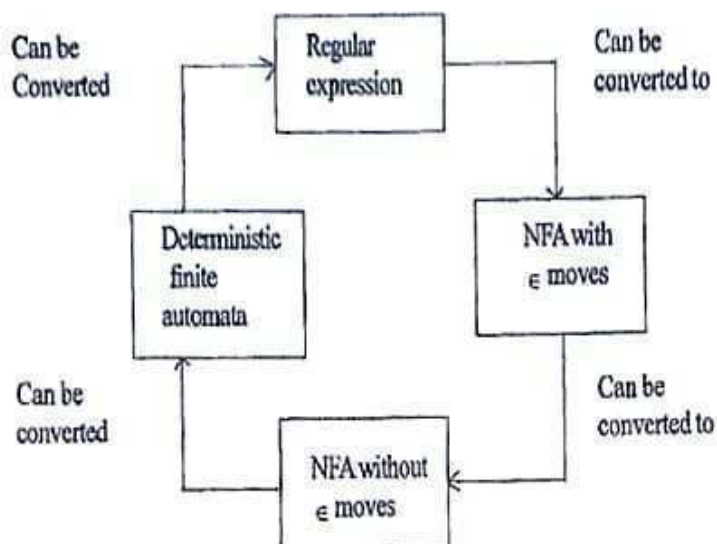 Can be
Converted
Regular
expression
Can be
converted to
Deterministic
finite
automata
NFA with
∈ moves
Can be
converted
Can be
converted to
NFA without
∈ moves